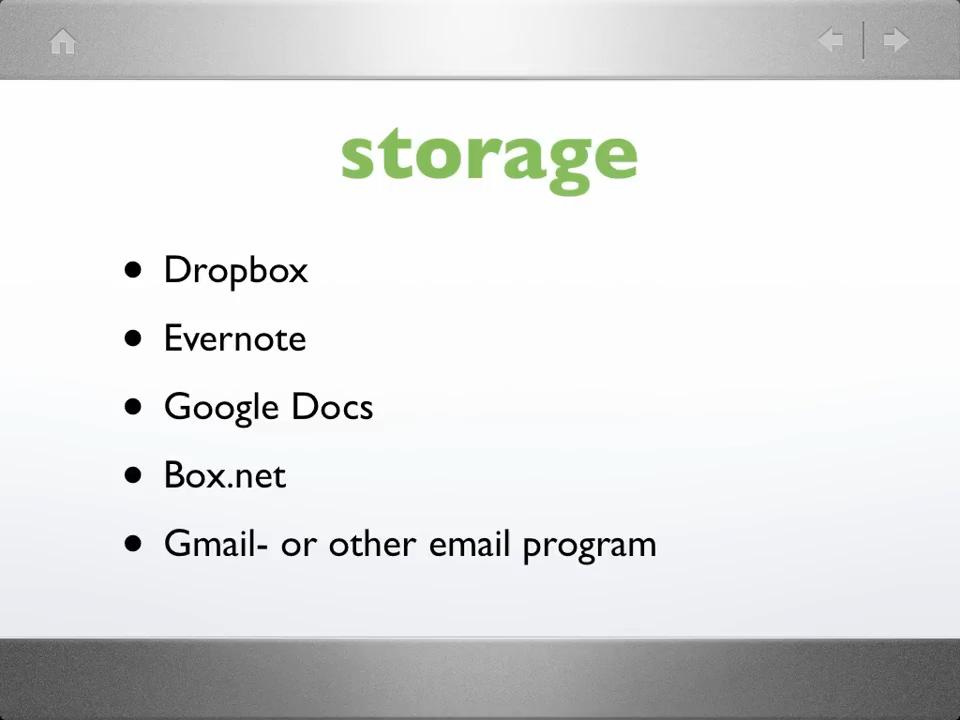 storage
• Dropbox
• Evernote
• Google Docs
• Box.net
• Gmail- or other email program